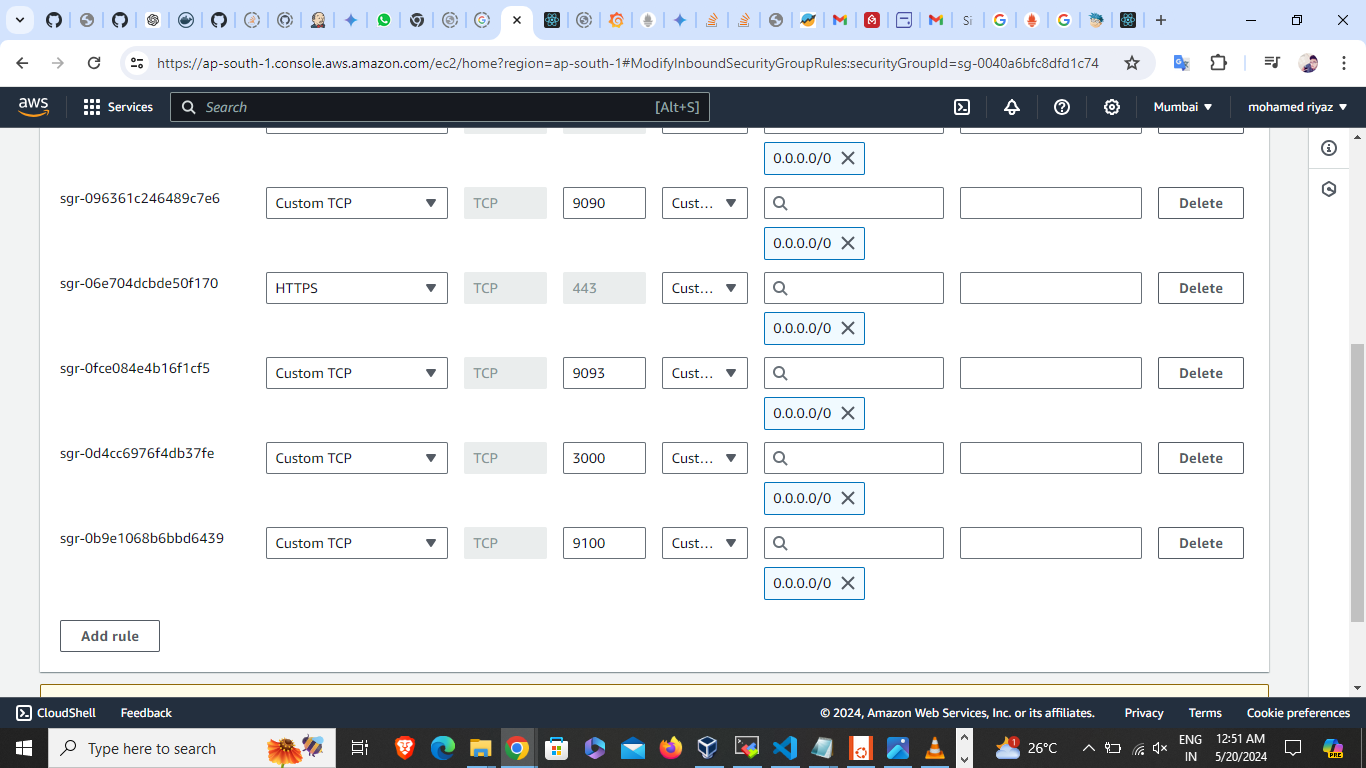 https://ap-south-1.console.aws.amazon.com/ec2/home?region=ap-south-1#ModifyInboundSecurityGroupRules:securityGroupId=sg-0040a6bfc8dfd1c74
aws Services Search [Alt+S] Mumbai mohamed riyaz
0.0.0.0/0
sgr-096361c246489c7e6 Custom TCP TCP 9090 Cust... Delete
0.0.0.0/0
sgr-06e704dcbde50f170 HTTPS TCP 443 Cust... Delete
0.0.0.0/0
sgr-0fce084e4b16f1cf5 Custom TCP TCP 9093 Cust... Delete
0.0.0.0/0
sgr-0d4cc6976f4db37fe Custom TCP TCP 3000 Cust... Delete
0.0.0.0/0
sgr-0b9e1068b6bbd6439 Custom TCP TCP 9100 Cust... Delete
0.0.0.0/0
Add rule
CloudShell Feedback © 2024, Amazon Web Services, Inc. or its affiliates. Privacy Terms Cookie preferences
Type here to search 1 26°C ENG IN 12:51 AM 5/20/2024 PRE